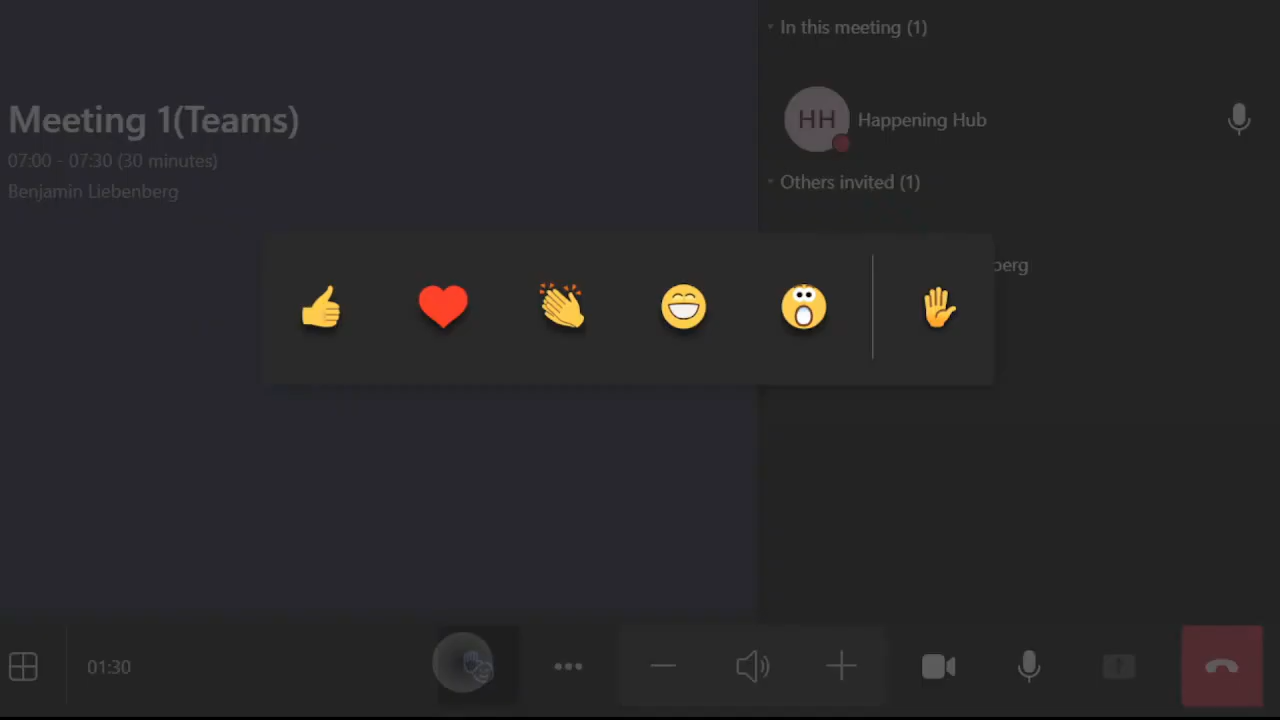 Meeting 1(Teams)
07:00 - 07:30 (30 minutes)
Benjamin Liebenberg
In this meeting (1)
HH Happening Hub
Others invited (1)
berg
01:30